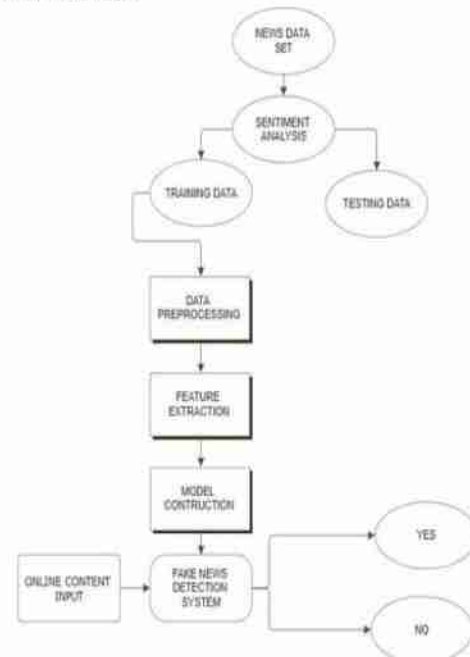 NEWS DATA
SET
SENTIMENT
ANALYSIS
TRAINING DATA
TESTING DATA
DATA
PREPROCESSING
FEATURE
EXTRACTION
MODEL
CONTRUCTION
ONLINE CONTENT
INPUT
FAKE NEWS
DETECTION
SYSTEM
YES
NO